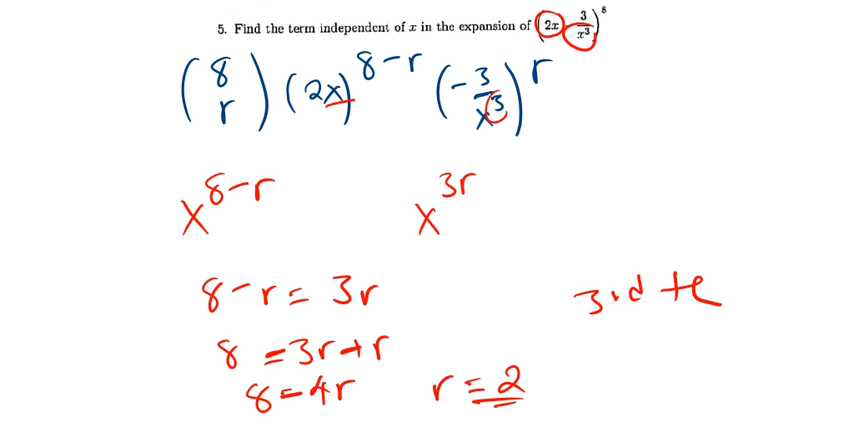 5. Find the term independent of x in the expansion of (2x - 3/x³)⁸
(8 r) (2x)^(8-r) (-3/x³)^r
x^(8-r) x^(3r)
8-r = 3r
3rd te
8 = 3r+r
8=4r r = 2